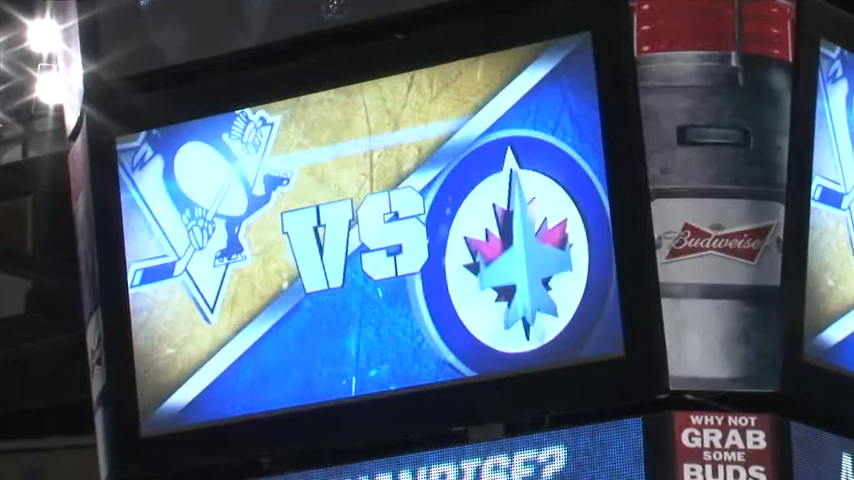 VS
Budweiser
WHY NOT
GRAB
SOME
BUDS